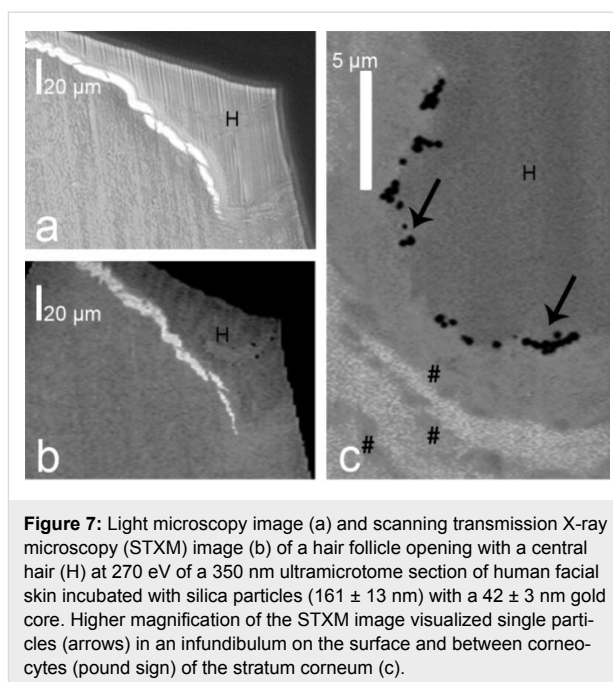 20 µm
H
a
20 µm
H
b
5 µm
H
#
#
#
c
Figure 7: Light microscopy image (a) and scanning transmission X-ray
microscopy (STXM) image (b) of a hair follicle opening with a central
hair (H) at 270 eV of a 350 nm ultramicrotome section of human facial
skin incubated with silica particles (161 ± 13 nm) with a 42 ± 3 nm gold
core. Higher magnification of the STXM image visualized single parti-
cles (arrows) in an infundibulum on the surface and between corneo-
cytes (pound sign) of the stratum corneum (c).